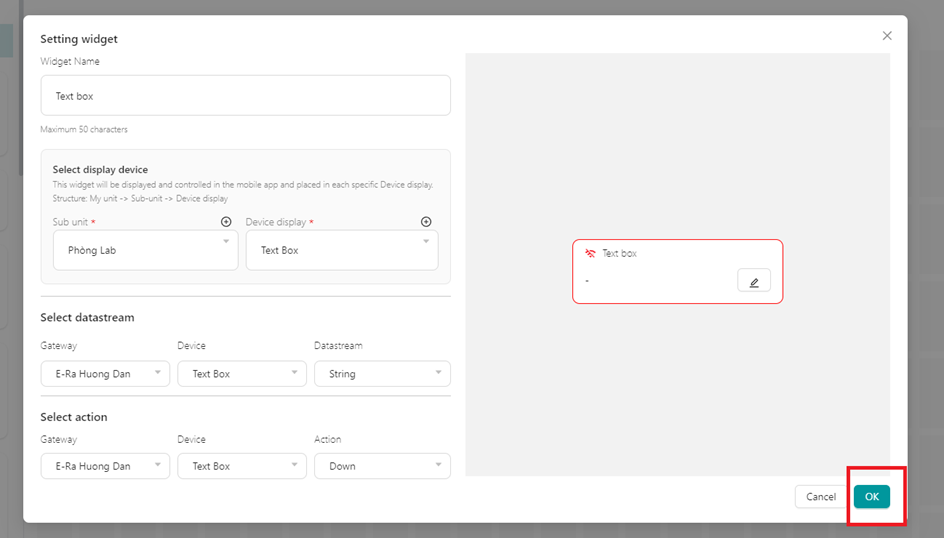 Setting widget
Widget Name
Text box
Maximum 50 characters
Select display device
This widget will be displayed and controlled in the mobile app and placed in each specific Device display.
Structure: My unit -> Sub-unit -> Device display
Sub unit * Device display *
Phòng Lab Text Box
Select datastream
Gateway Device Datastream
E-Ra Huong Dan Text Box String
Select action
Gateway Device Action
E-Ra Huong Dan Text Box Down
Text box
-
Cancel OK